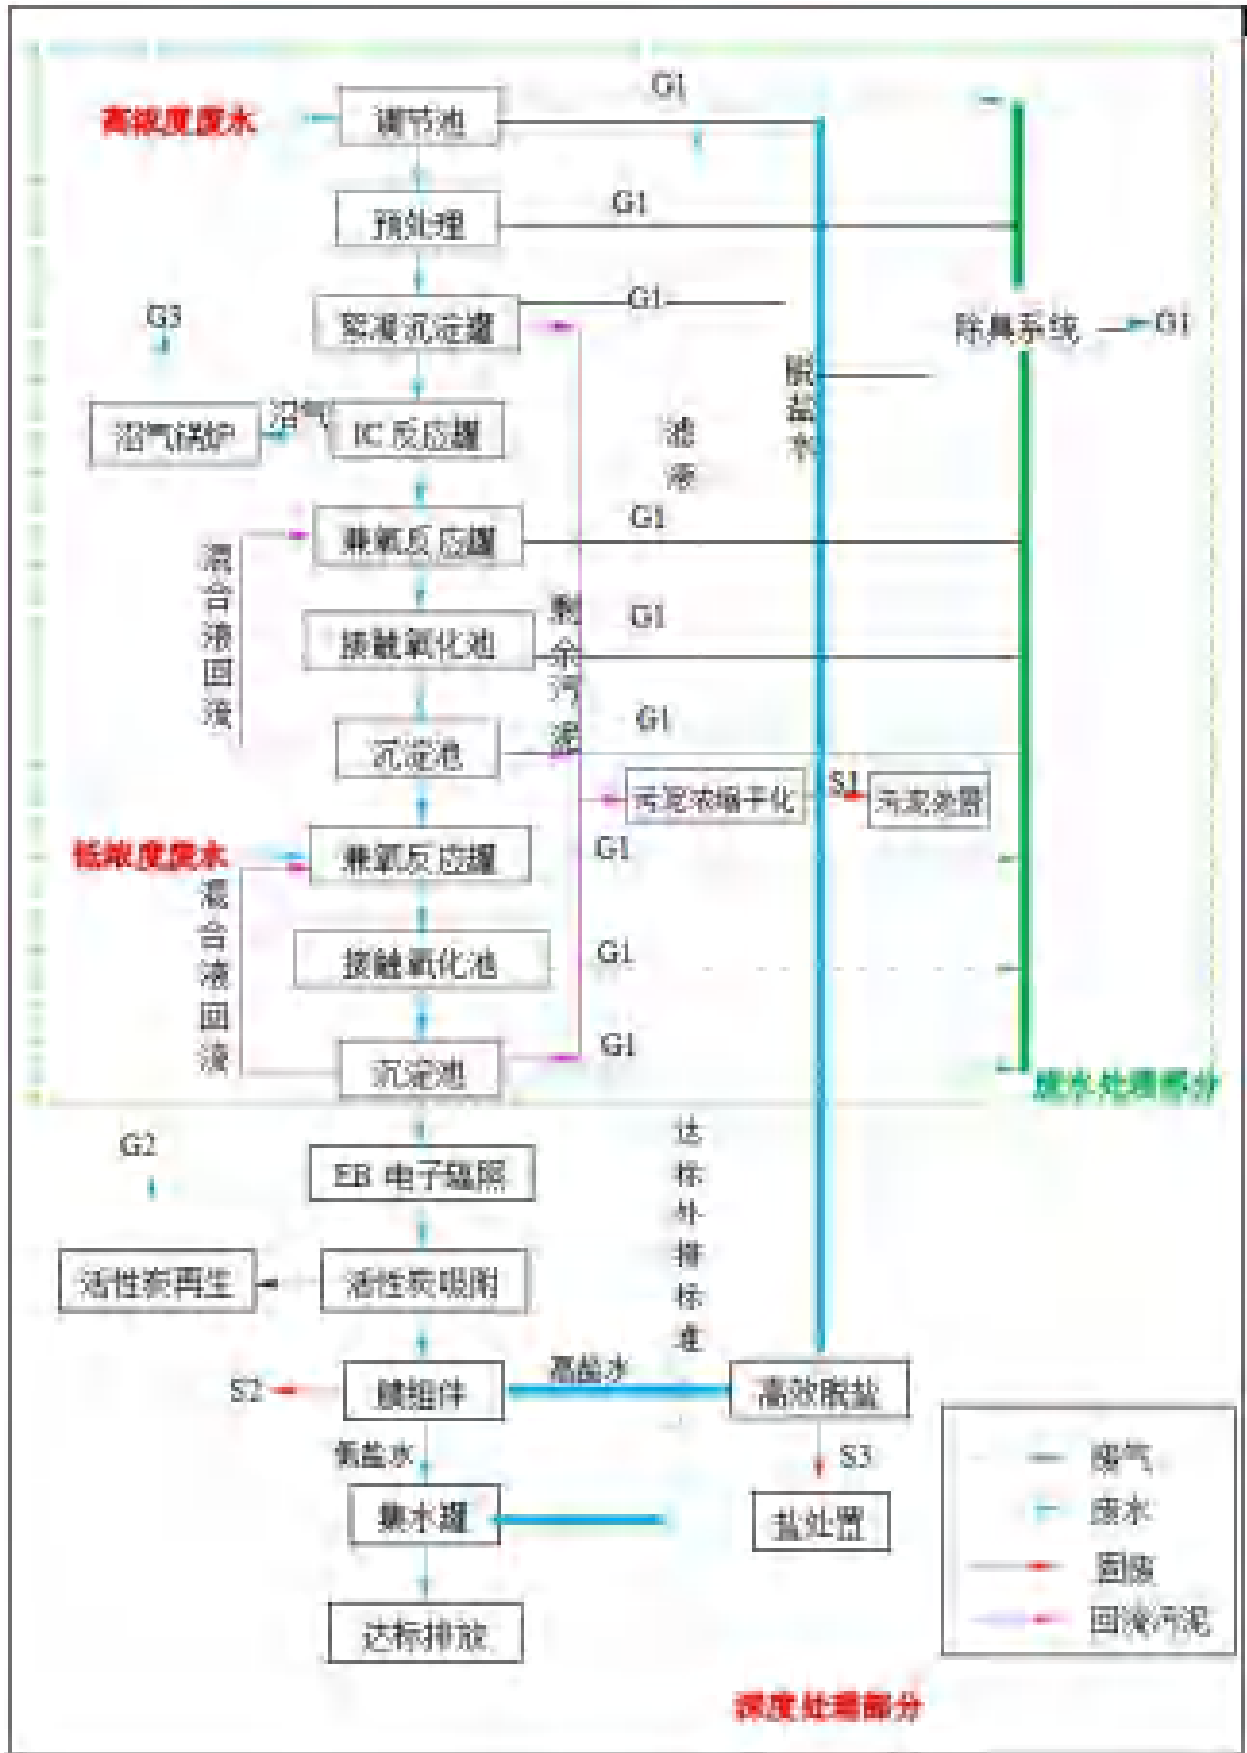 G1
高浓度废水
调节池
G1
预处理
G3
G1
絮凝沉淀罐
除臭系统
G1
沼气锅炉
沼气
IC 反应罐
滤液
盐水
G1
兼氧反应罐
混合液回流
G1
接触氧化池
剩余污泥
G1
沉淀池
污泥浓缩干化
S1
污泥处置
低浓度废水
兼氧反应罐
G1
混合液回流
接触氧化池
G1
沉淀池
G1
废水处理部分
G2
EB 电子辐照
达标外排标准
活性炭再生
活性炭吸附
S2
膜组件
高盐水
高效脱盐
低盐水
S3
集水罐
盐处置
达标排放
废气
废水
固废
回流污泥
深度处理部分